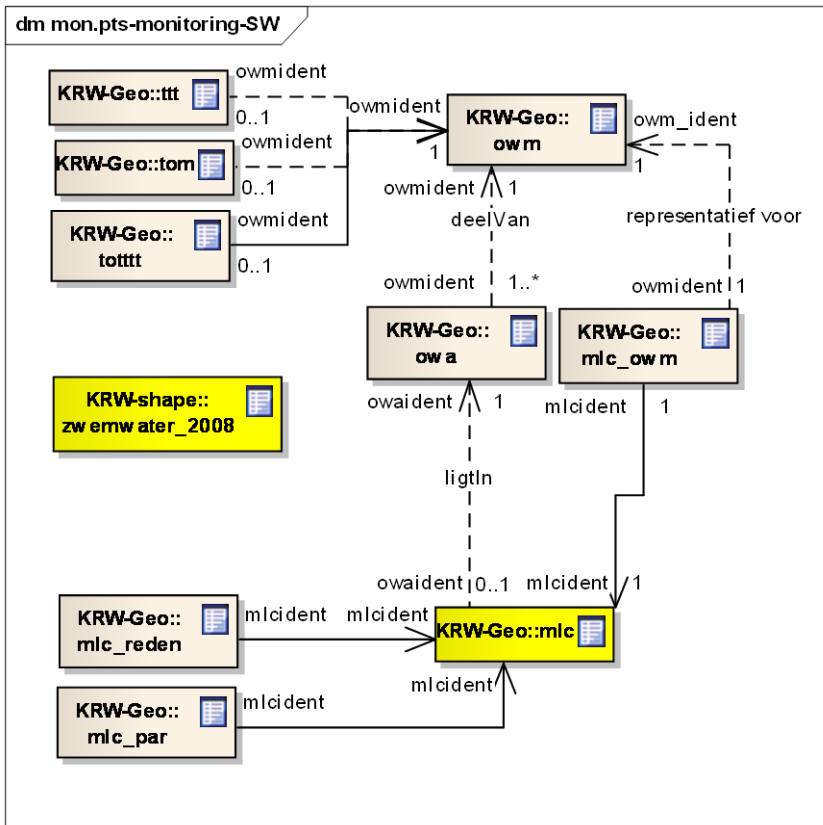 dm mon.pts-monitoring-SW
KRW-Geo::ttt
owmident
0..1
KRW-Geo::tom
owmident
0..1
KRW-Geo::
totttt
owmident
0..1
owmident
1
KRW-Geo::
owm
owm_ident
1
owmident
1
deelVan
representatief voor
owmident
1..*
owmident
1
KRW-Geo::
owa
KRW-Geo::
mlc_owm
KRW-shape::
zwemwater_2008
owaident
1
mlcident
1
ligtIn
owaident
0..1
mlcident
1
KRW-Geo::
mlc_reden
mlcident
mlcident
KRW-Geo::mlc
KRW-Geo::
mlc_par
mlcident
mlcident